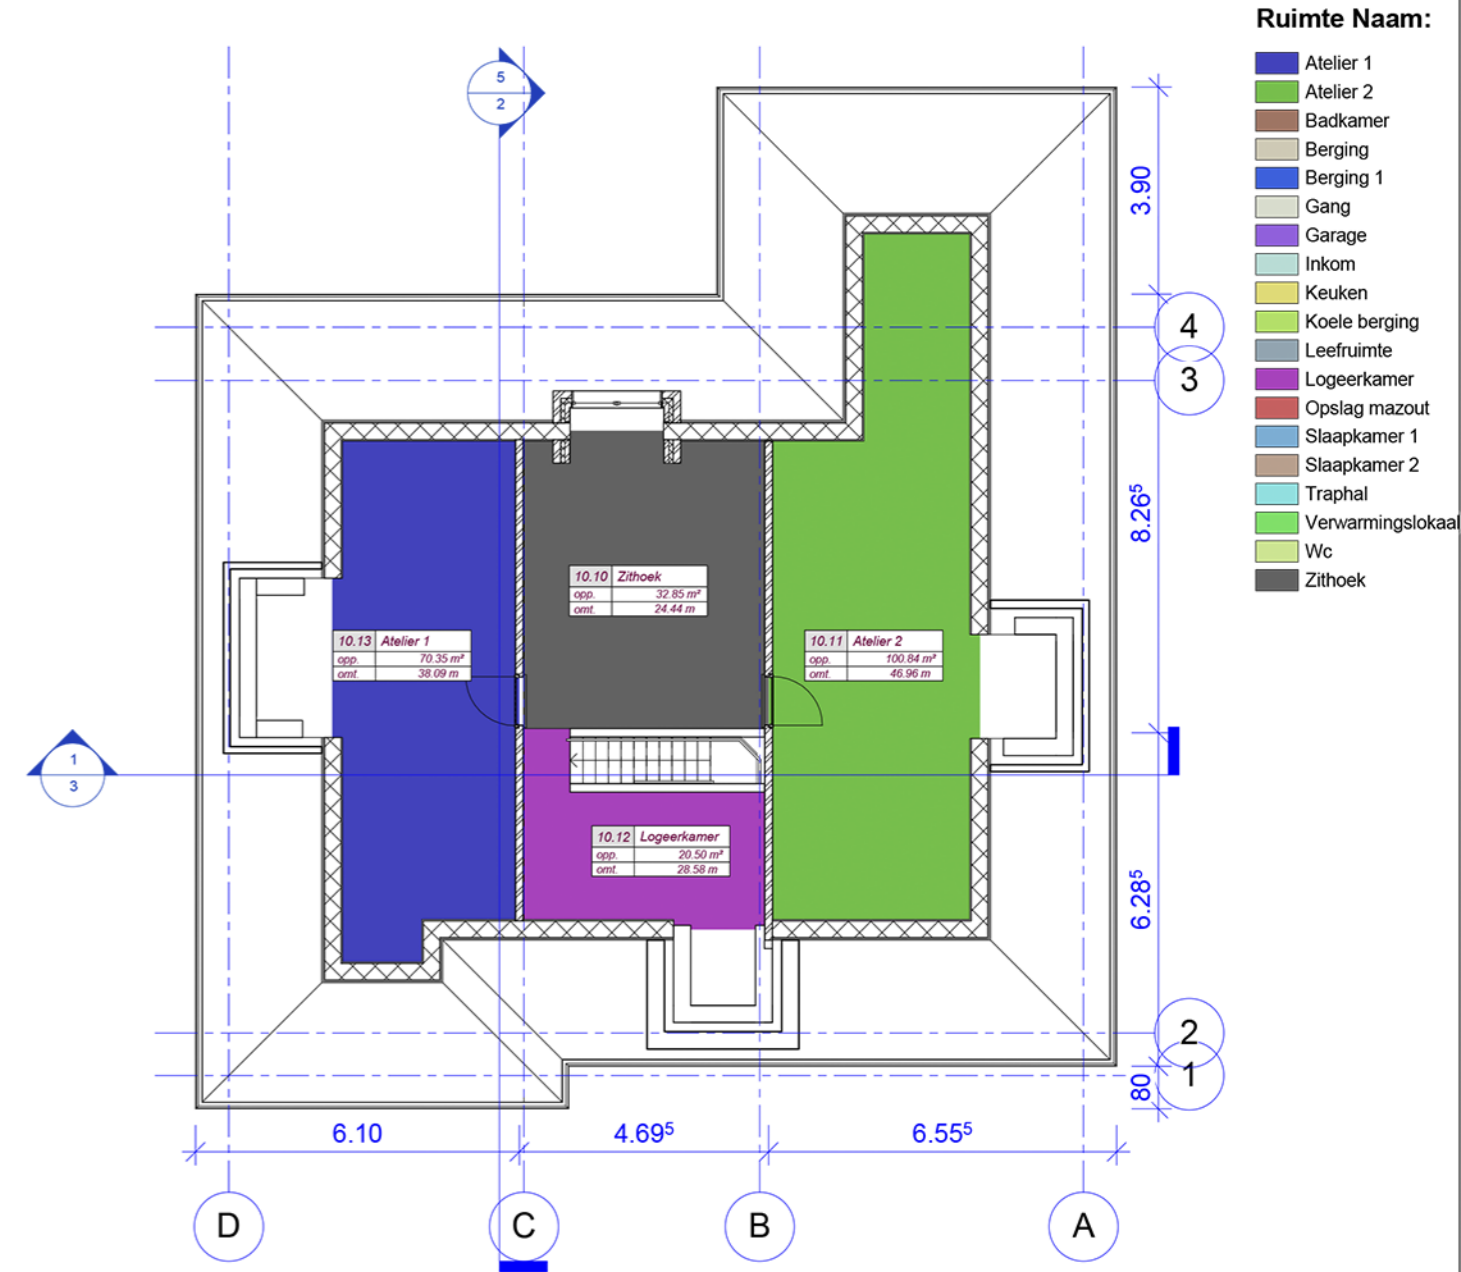 Ruimte Naam:
Atelier 1
Atelier 2
Badkamer
Berging
Berging 1
Gang
Garage
Inkom
Keuken
Koele berging
Leefruimte
Logeerkamer
Opslag mazout
Slaapkamer 1
Slaapkamer 2
Traphal
Verwarmingslokaal
Wc
Zithoek
5
2
3.90
4
3
8.26⁵
10.10 Zithoek
opp. 32.85 m²
omt. 24.44 m
10.13 Atelier 1
opp. 70.35 m²
omt. 38.09 m
10.11 Atelier 2
opp. 100.84 m²
omt. 46.96 m
1
3
10.12 Logeerkamer
opp. 20.50 m²
omt. 28.58 m
6.28⁵
2
1
80
6.10 4.69⁵ 6.55⁵
D C B A